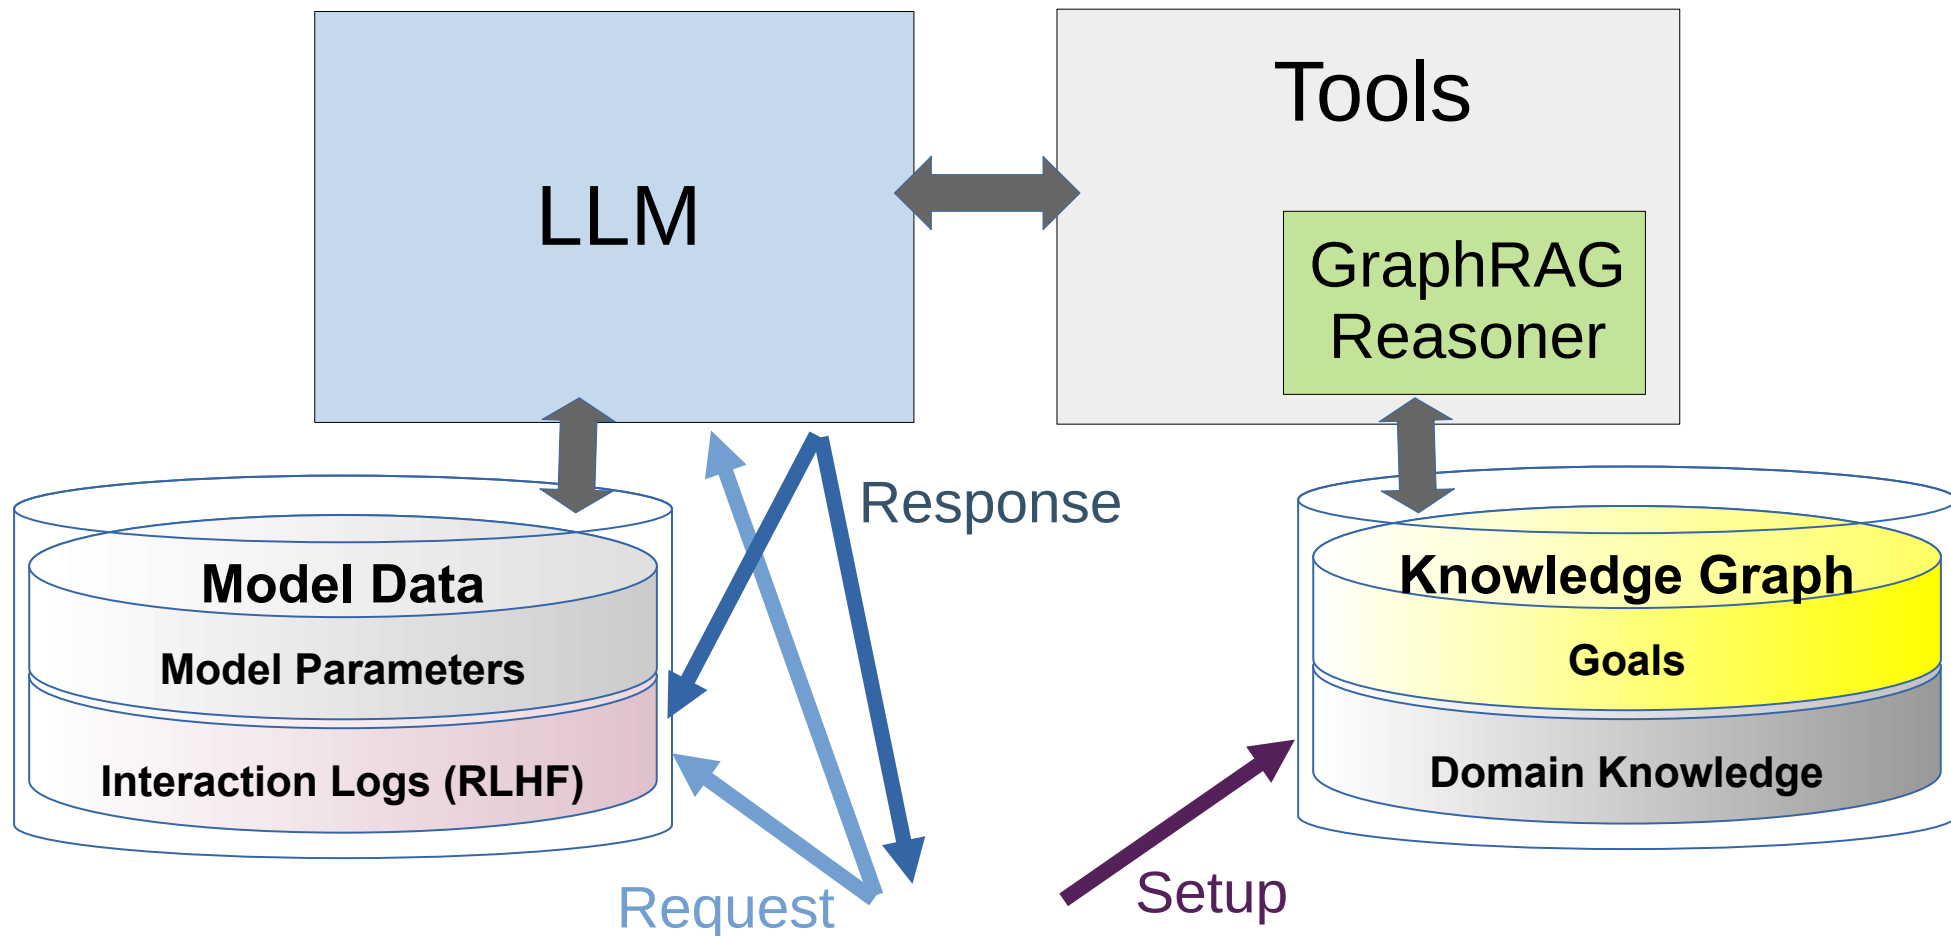 LLM
Tools
GraphRAG
Reasoner
Response
Model Data
Model Parameters
Interaction Logs (RLHF)
Knowledge Graph
Goals
Domain Knowledge
Request
Setup